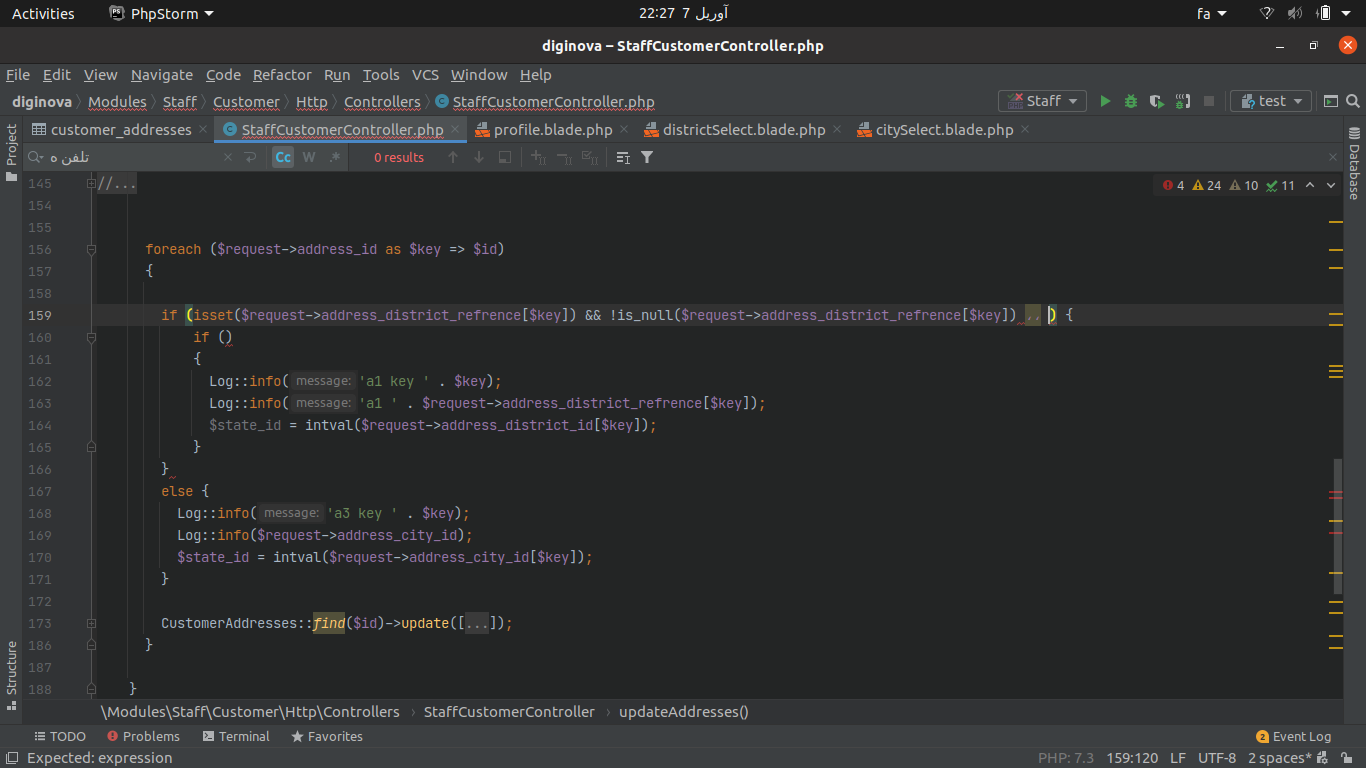 Activities PhpStorm 22:27 7 آوریل fa
diginova – StaffCustomerController.php
File Edit View Navigate Code Refactor Run Tools VCS Window Help
diginova Modules Staff Customer Http Controllers StaffCustomerController.php Staff test
Project customer_addresses StaffCustomerController.php profile.blade.php districtSelect.blade.php citySelect.blade.php Database
تلفن ه Cc W .* 0 results
145 //... 4 24 10 11
154
155
156 foreach ($request->address_id as $key => $id)
157 {
158
159 if (isset($request->address_district_refrence[$key]) && !is_null($request->address_district_refrence[$key]) .. ) {
160 if ()
161 {
162 Log::info( message: 'a1 key ' . $key);
163 Log::info( message: 'a1 ' . $request->address_district_refrence[$key]);
164 $state_id = intval($request->address_district_id[$key]);
165 }
166 }
167 else {
168 Log::info( message: 'a3 key ' . $key);
169 Log::info($request->address_city_id);
170 $state_id = intval($request->address_city_id[$key]);
171 }
172
173 CustomerAddresses::find($id)->update([...]);
186 }
187
188 }
Structure
\Modules\Staff\Customer\Http\Controllers StaffCustomerController updateAddresses()
TODO Problems Terminal Favorites 2 Event Log
Expected: expression PHP: 7.3 159:120 LF UTF-8 2 spaces*